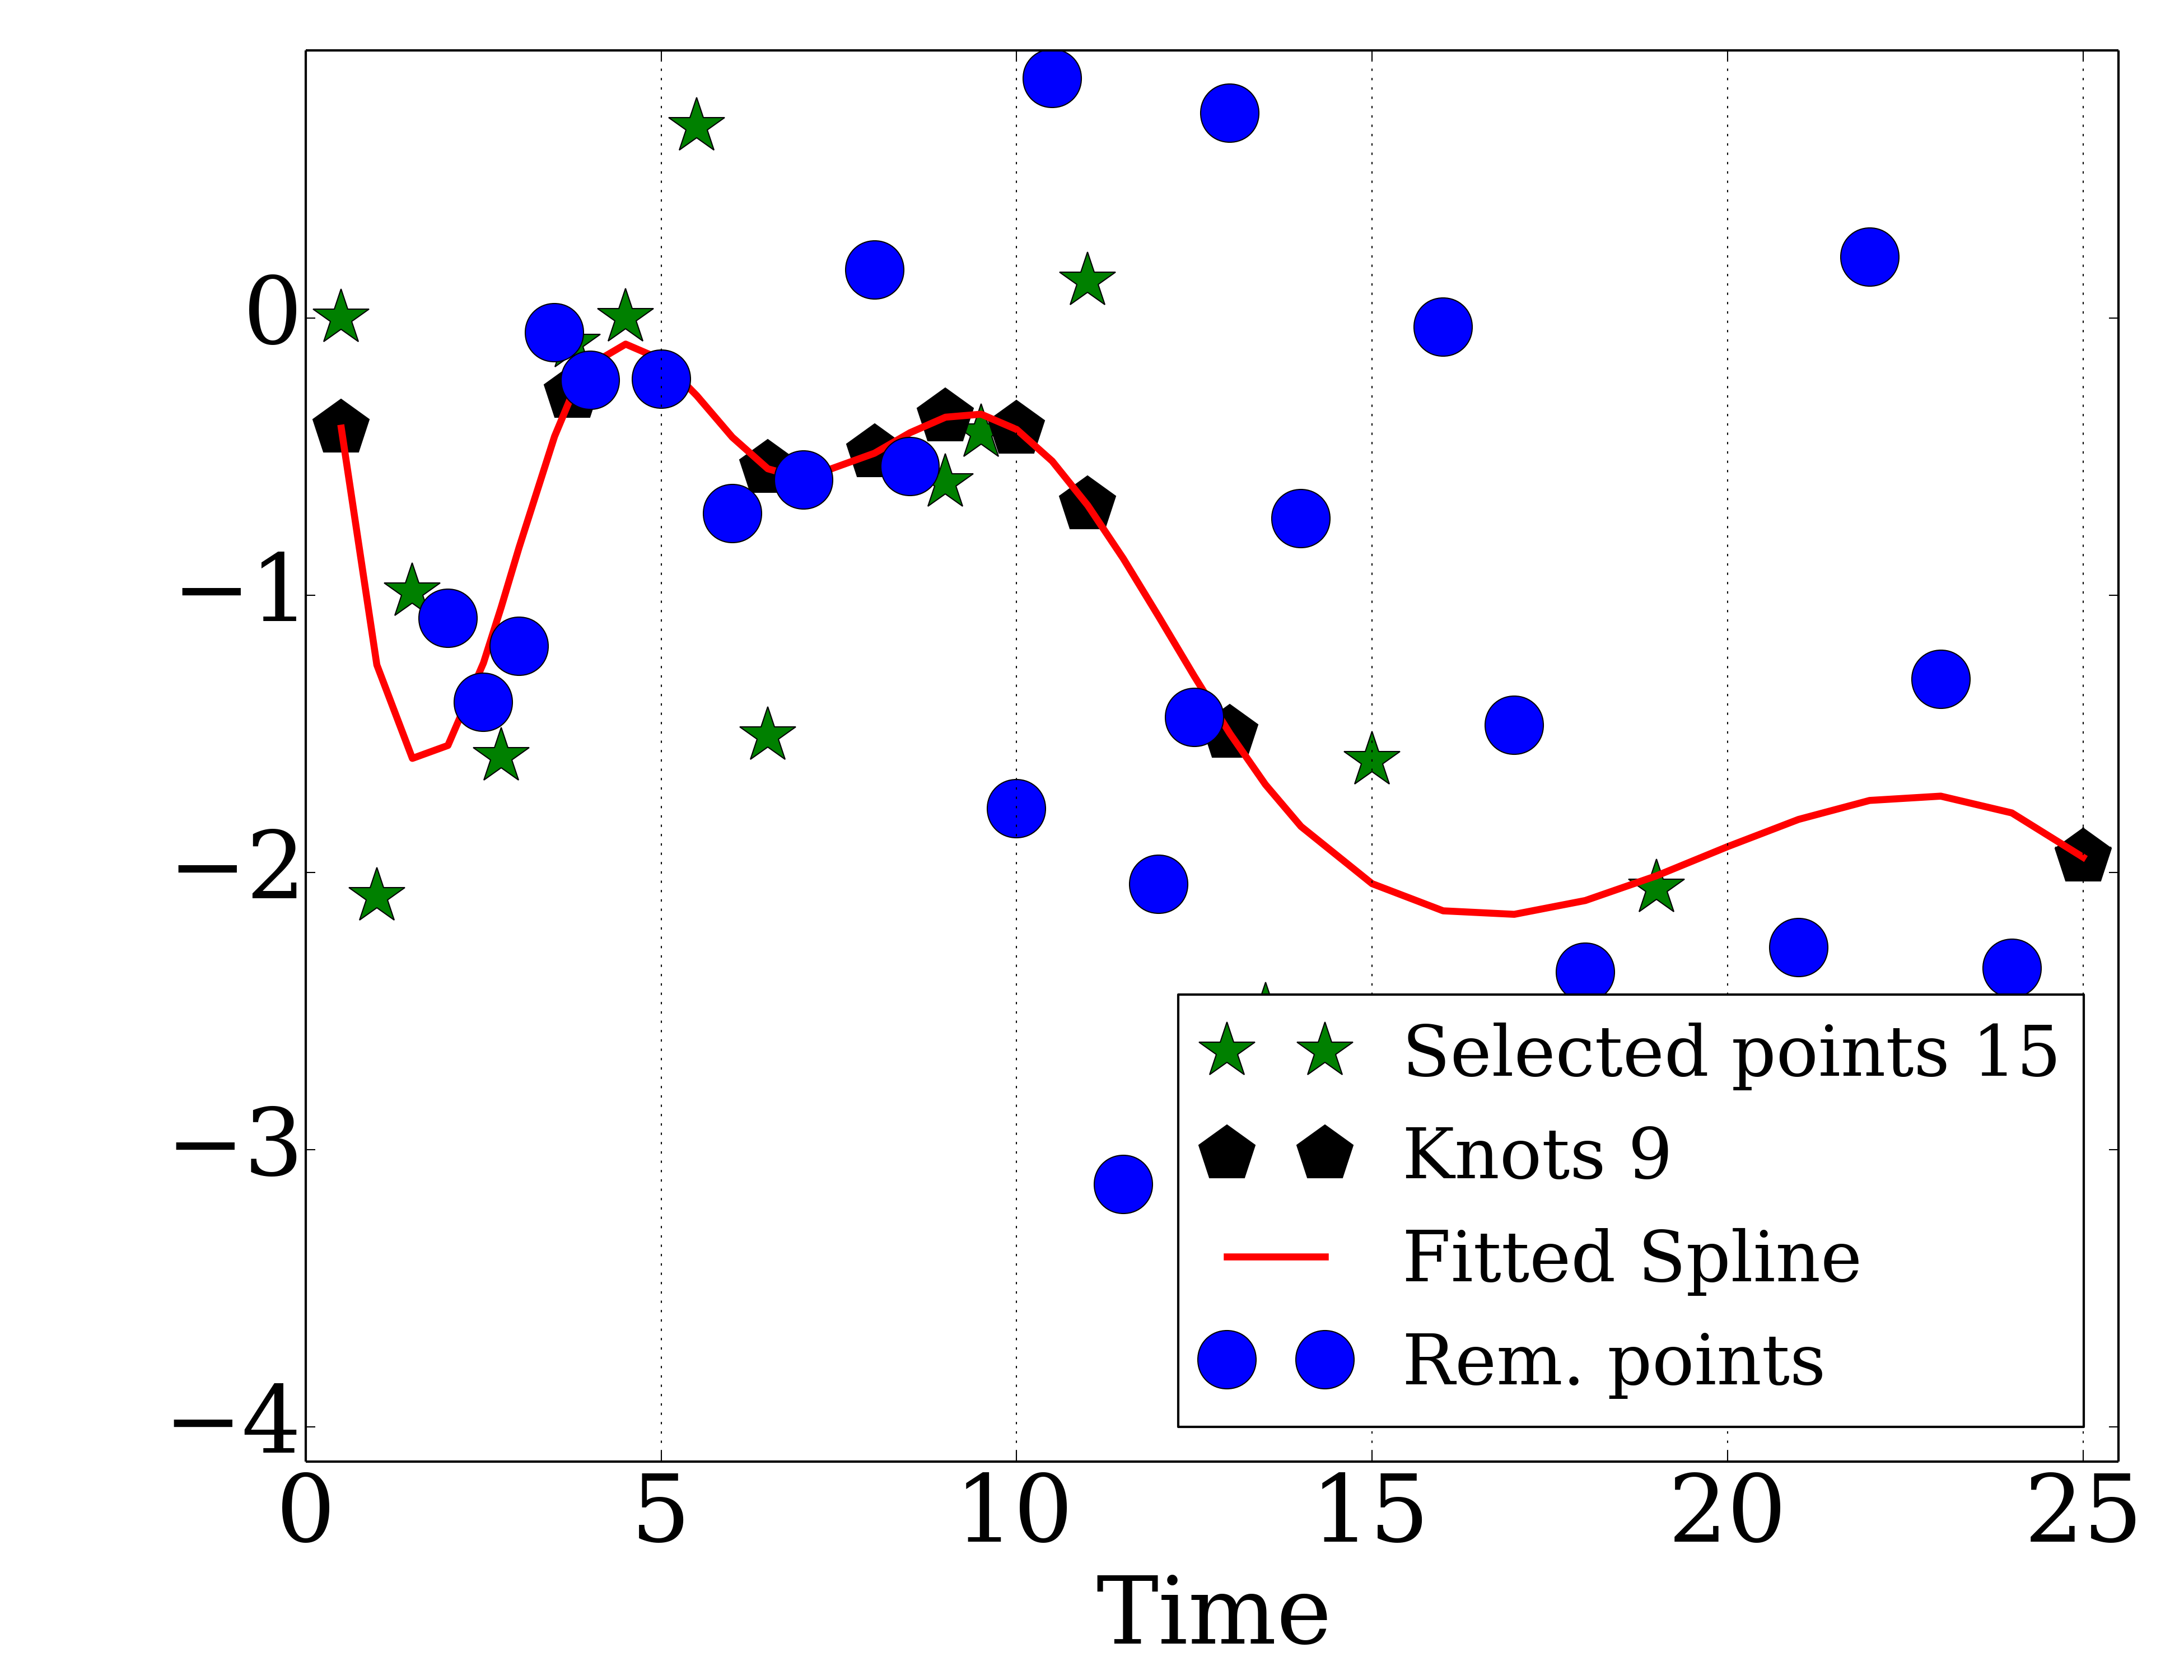 0
−1
−2
−3
−4
Selected points 15
Knots 9
Fitted Spline
Rem. points
0 5 10 15 20 25
Time